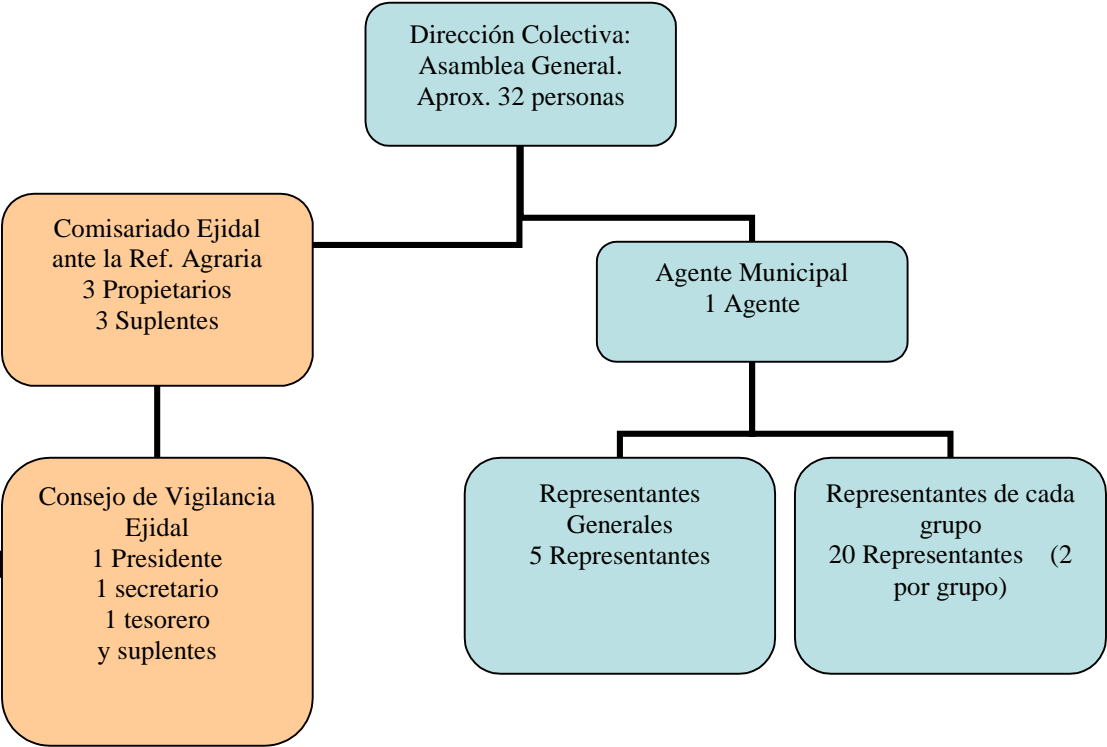 Dirección Colectiva:
Asamblea General.
Aprox. 32 personas
Comisariado Ejidal
ante la Ref. Agraria
3 Propietarios
3 Suplentes
Agente Municipal
1 Agente
Consejo de Vigilancia
Ejidal
1 Presidente
1 secretario
1 tesorero
y suplentes
Representantes
Generales
5 Representantes
Representantes de cada
grupo
20 Representantes (2
por grupo)